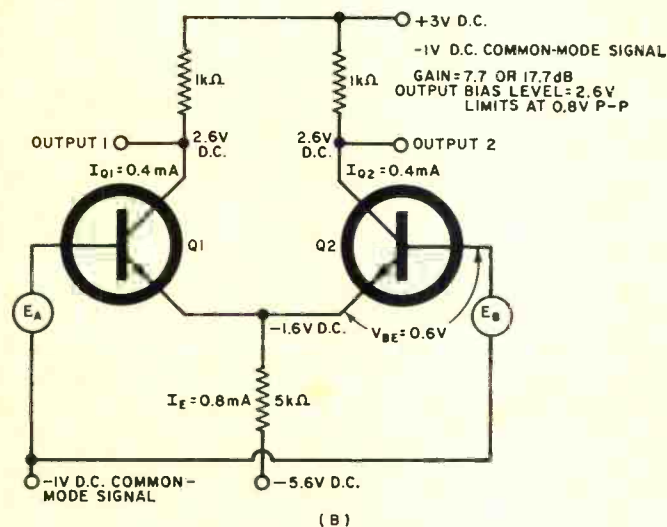 +3V D.C.
-1V D.C. COMMON-MODE SIGNAL
GAIN=7.7 OR 17.7dB
OUTPUT BIAS LEVEL=2.6V
LIMITS AT 0.8V P-P
1kΩ
1kΩ
OUTPUT 1
2.6V
D.C.
2.6V
D.C.
OUTPUT 2
IQ1=0.4mA
IQ2=0.4mA
Q1
Q2
EA
EB
-1.6V D.C.
VBE=0.6V
IE=0.8mA
5kΩ
-1V D.C. COMMON-
MODE SIGNAL
-5.6V D.C.
(B)